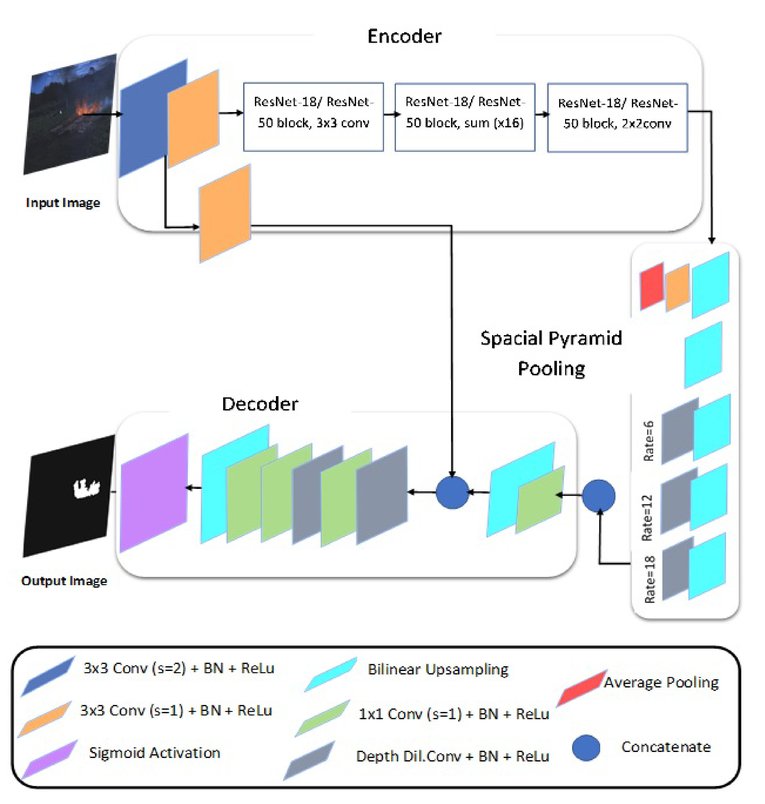 Encoder
ResNet-18/ ResNet-
50 block, 3x3 conv
ResNet-18/ ResNet-
50 block, sum (x16)
ResNet-18/ ResNet-
50 block, 2x2conv
Input Image
Spacial Pyramid
Pooling
Decoder
Rate=6
Rate=12
Rate=18
Output Image
3x3 Conv (s=2) + BN + ReLu
Bilinear Upsampling
Average Pooling
3x3 Conv (s=1) + BN + ReLu
1x1 Conv (s=1) + BN + ReLu
Sigmoid Activation
Depth Dil.Conv + BN + ReLu
Concatenate